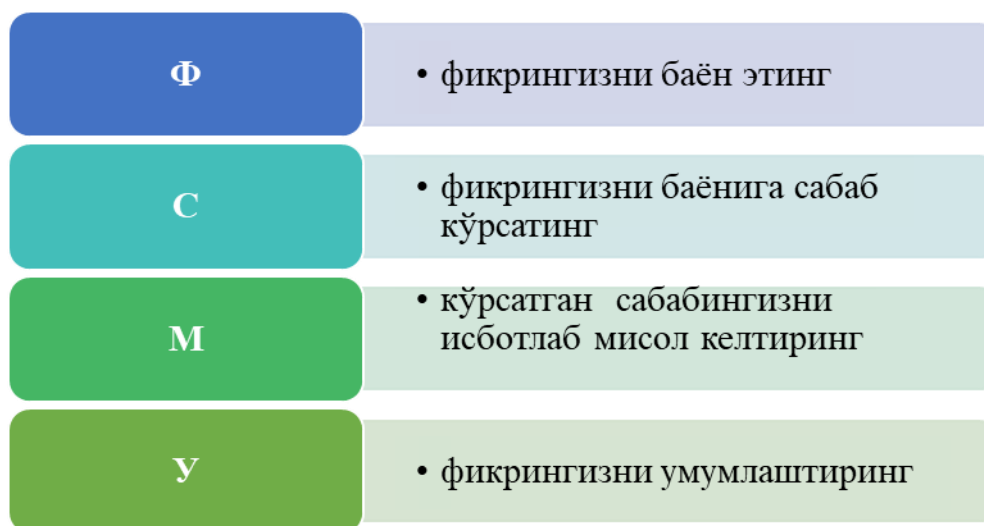 Ф
• фикрингизни баён этинг
С
• фикрингизни баёнига сабаб
кўрсатинг
М
• кўрсатган сабабингизни
исботлаб мисол келтиринг
У
• фикрингизни умумлаштиринг